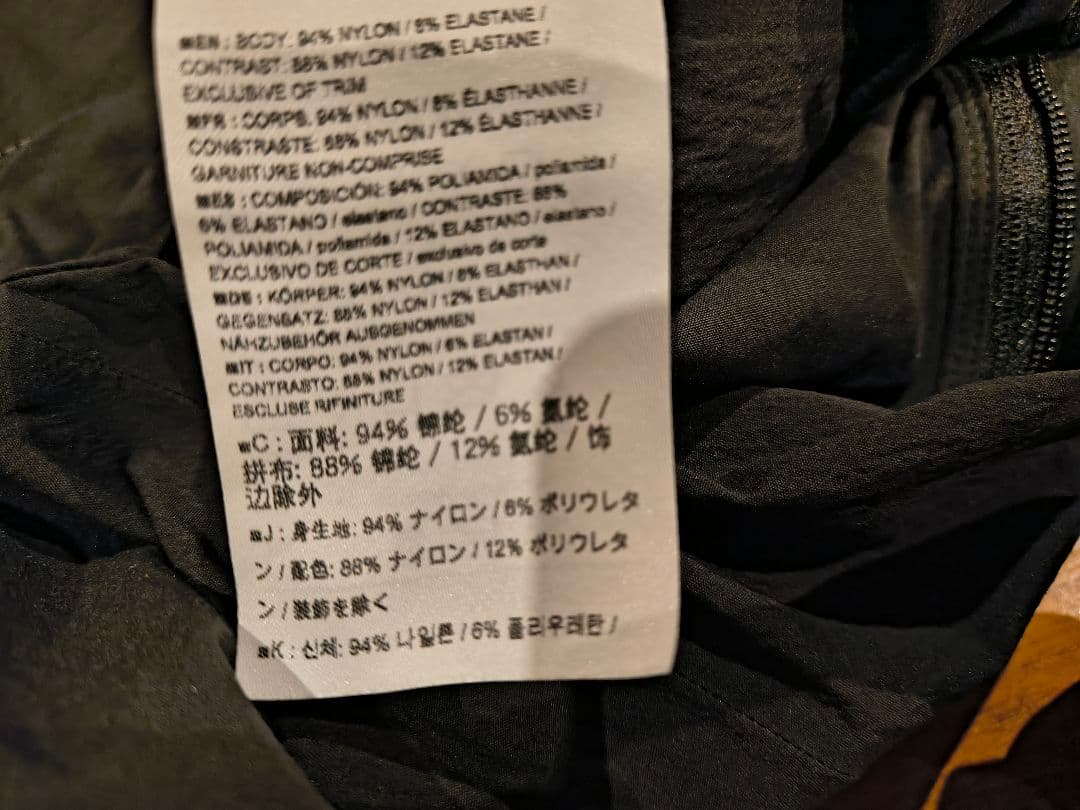 EN : BODY: 94% NYLON / 6% ELASTANE /
CONTRAST: 88% NYLON / 12% ELASTANE /
EXCLUSIVE OF TRIM
FR : CORPS: 94% NYLON / 6% ÉLASTHANNE /
CONSTRASTE: 88% NYLON / 12% ÉLASTHANNE /
GARNITURE NON-COMPRISE
ES : COMPOSICIÓN: 94% POLIAMIDA / poliamida /
6% ELASTANO / elastano / CONTRASTE: 88%
POLIAMIDA / poliamida / 12% ELASTANO / elastano /
EXCLUSIVO DE CORTE / exclusivo de corte
DE : KÖRPER: 94% NYLON / 6% ELASTHAN /
GEGENSATZ: 88% NYLON / 12% ELASTHAN /
NÄHZUBEHÖR AUSGENOMMEN
IT : CORPO: 94% NYLON / 6% ELASTAN /
CONTRASTO: 88% NYLON / 12% ELASTAN /
ESCLUSE RIFINITURE
C : 面料: 94% 锦纶 / 6% 氨纶 /
拼布: 88% 锦纶 / 12% 氨纶 / 饰
边除外
J : 身生地: 94% ナイロン / 6% ポリウレタ
ン / 配色: 88% ナイロン / 12% ポリウレタ
ン / 装飾を除く
K : 신체: 94% 나일론 / 6% 폴리우레탄 /